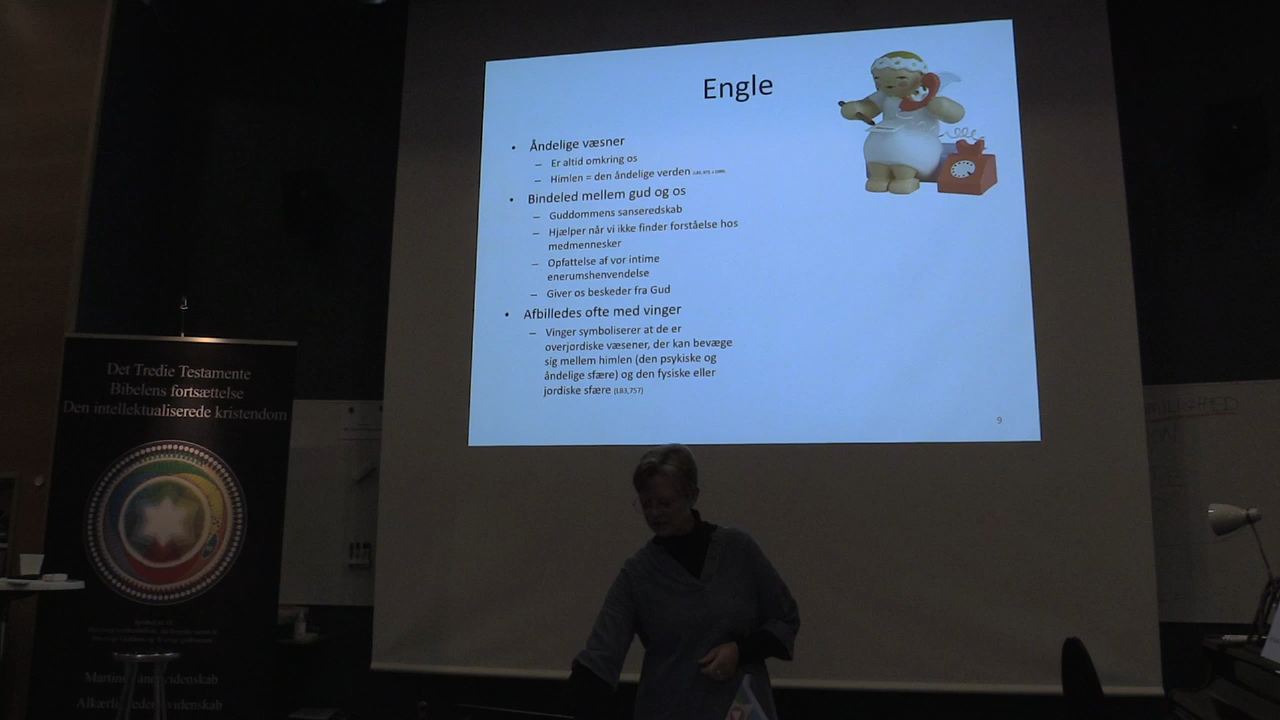 Engle
• Åndelige væsner
– Er altid omkring os
– Himlen = den åndelige verden
• Bindeled mellem gud og os
– Guddommens sanseredskab
– Hjælper når vi ikke finder forståelse hos
medmennesker
– Opfattelse af vor intime
enerumshenvendelse
– Giver os beskeder fra Gud
• Afbilledes ofte med vinger
– Vinger symboliserer at de er
overjordiske væsener, der kan bevæge
sig mellem himlen (den psykiske og
åndelige sfære) og den fysiske eller
jordiske sfære (LB3,757)
9
Det Tredie Testamente
Bibelens fortsættelse
Den intellektualiserede kristendom